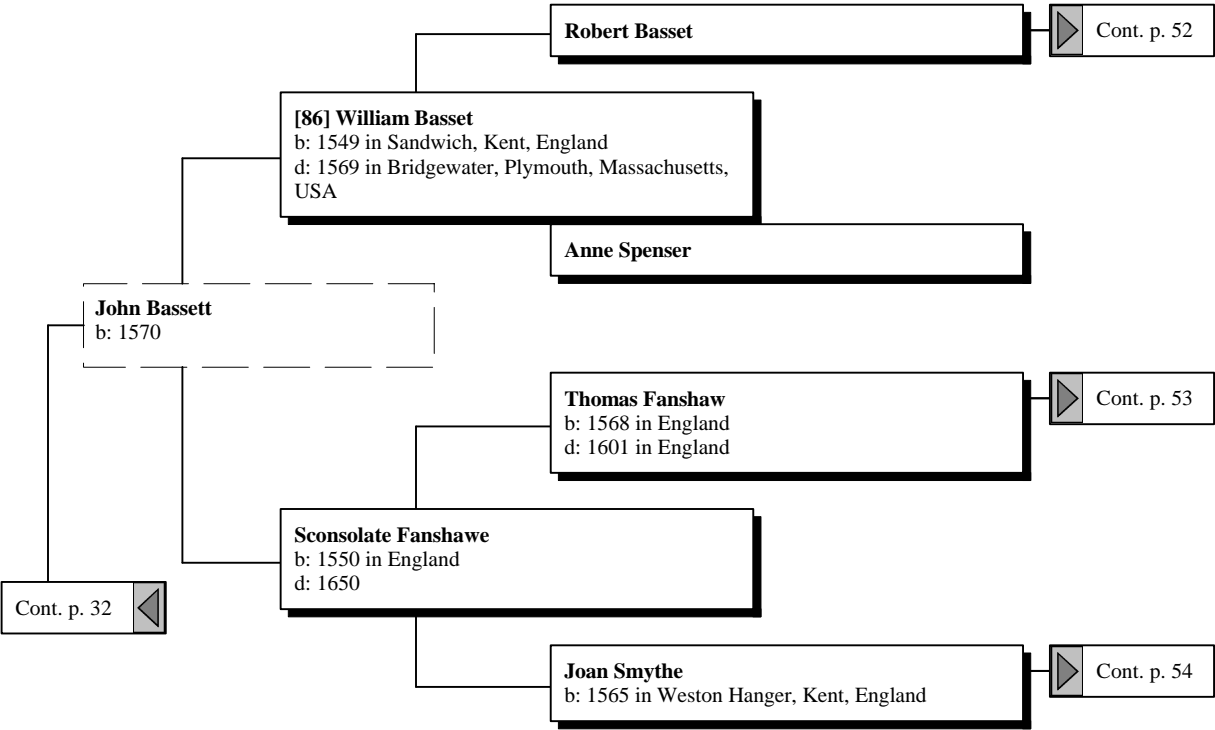 Robert Basset
Cont. p. 52
[86] William Basset
b: 1549 in Sandwich, Kent, England
d: 1569 in Bridgewater, Plymouth, Massachusetts,
USA
Anne Spenser
John Bassett
b: 1570
Thomas Fanshaw
b: 1568 in England
d: 1601 in England
Cont. p. 53
Sconsolate Fanshawe
b: 1550 in England
d: 1650
Cont. p. 32
Joan Smythe
b: 1565 in Weston Hanger, Kent, England
Cont. p. 54